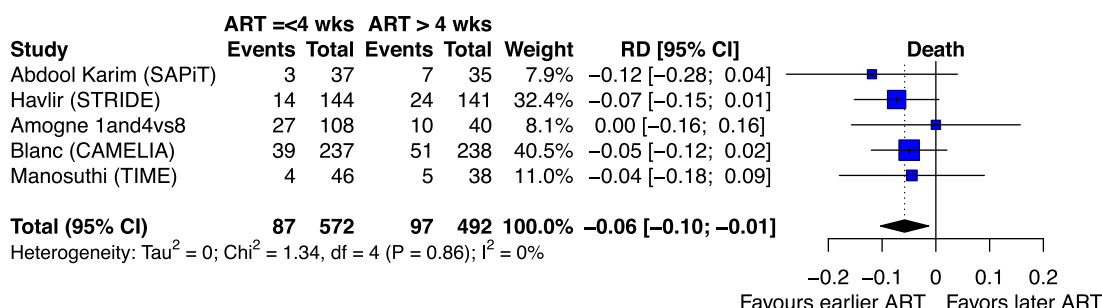 ART =<4 wks ART > 4 wks
Study Events Total Events Total Weight RD [95% CI] Death
Abdool Karim (SAPiT) 3 37 7 35 7.9% −0.12 [−0.28; 0.04]
Havlir (STRIDE) 14 144 24 141 32.4% −0.07 [−0.15; 0.01]
Amogne 1and4vs8 27 108 10 40 8.1% 0.00 [−0.16; 0.16]
Blanc (CAMELIA) 39 237 51 238 40.5% −0.05 [−0.12; 0.02]
Manosuthi (TIME) 4 46 5 38 11.0% −0.04 [−0.18; 0.09]
Total (95% CI) 87 572 97 492 100.0% −0.06 [−0.10; −0.01]
Heterogeneity: Tau² = 0; Chi² = 1.34, df = 4 (P = 0.86); I² = 0%
−0.2 −0.1 0 0.1 0.2
Favours earlier ART Favors later ART